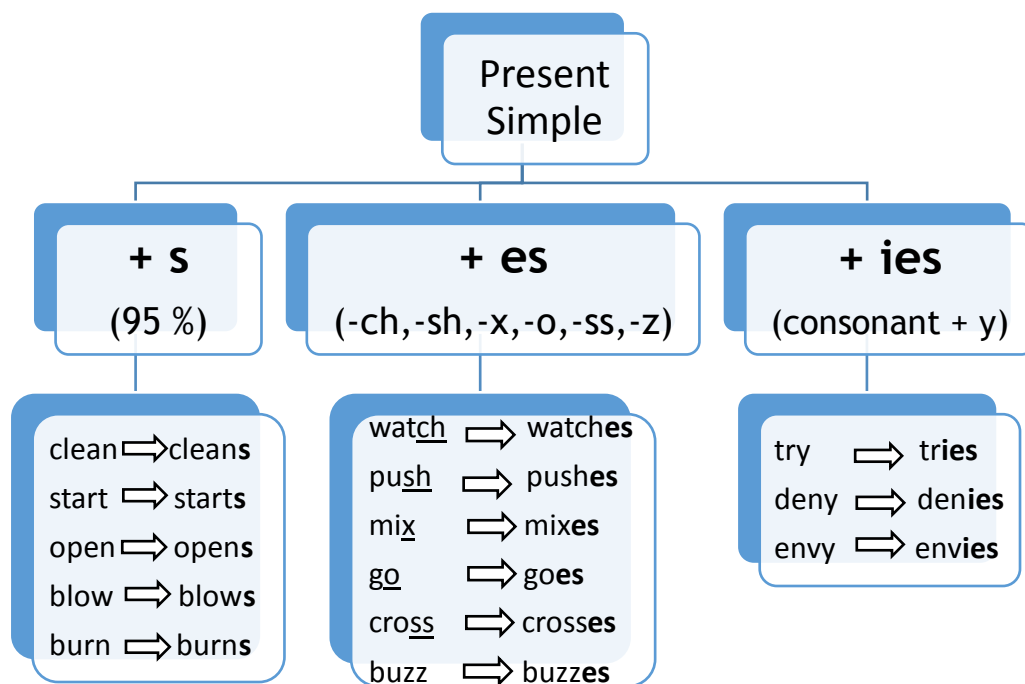 Present
Simple
+ s
(95 %)
+ es
(-ch,-sh,-x,-o,-ss,-z)
+ ies
(consonant + y)
clean cleans
start starts
open opens
blow blows
burn burns
watch watches
push pushes
mix mixes
go goes
cross crosses
buzz buzzes
try tries
deny denies
envy envies